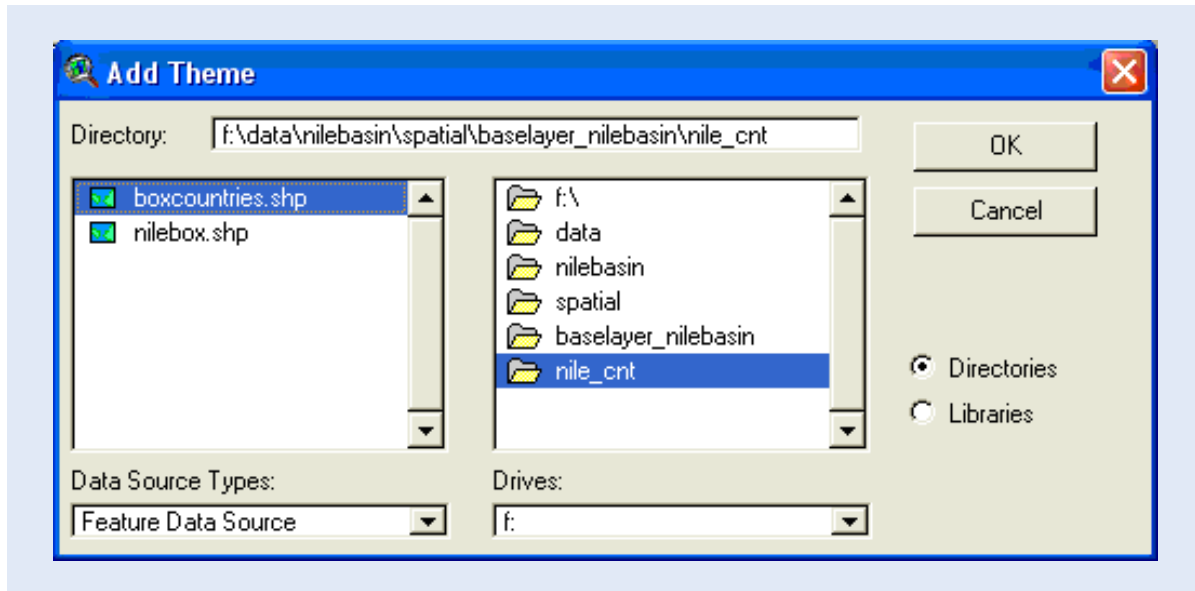 Add Theme
Directory: f:\data\nilebasin\spatial\baselayer_nilebasin\nile_cnt
OK
Cancel
boxcountries.shp
nilebox.shp
f:\
data
nilebasin
spatial
baselayer_nilebasin
nile_cnt
Directories
Libraries
Data Source Types:
Feature Data Source
Drives:
f: